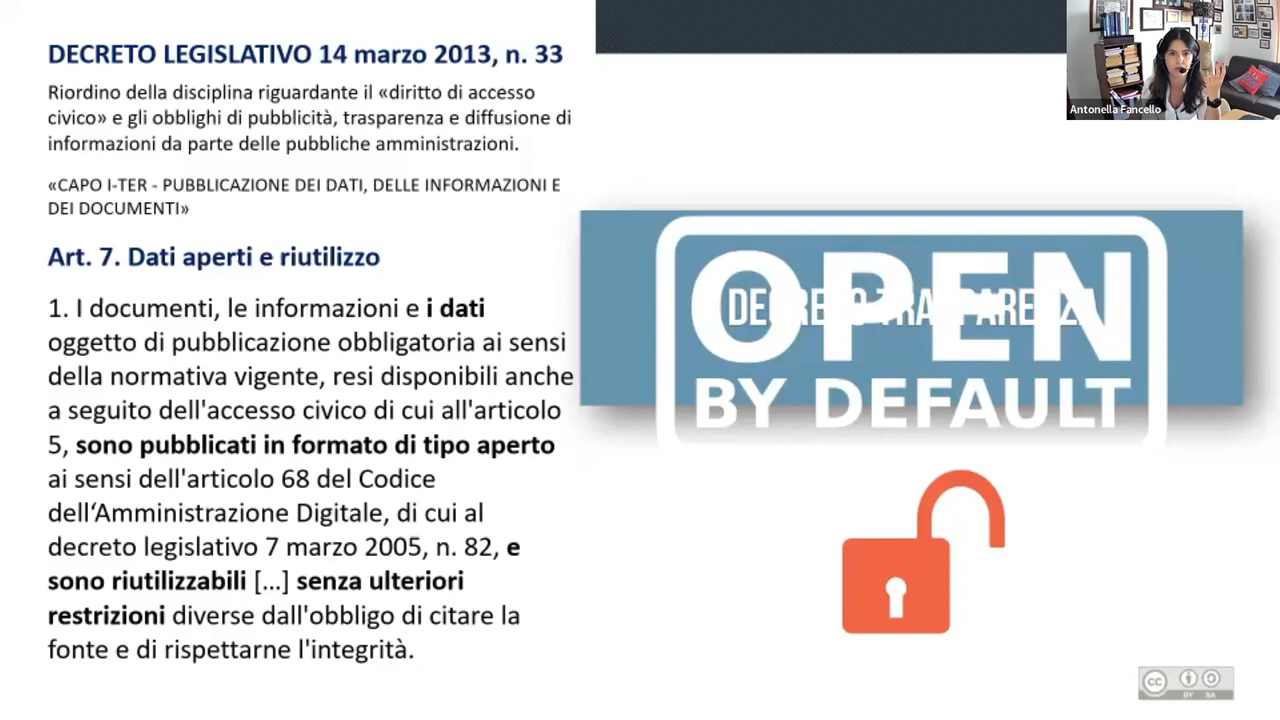 DECRETO LEGISLATIVO 14 marzo 2013, n. 33
Riordino della disciplina riguardante il «diritto di accesso
civico» e gli obblighi di pubblicità, trasparenza e diffusione di
informazioni da parte delle pubbliche amministrazioni.
«CAPO I-TER - PUBBLICAZIONE DEI DATI, DELLE INFORMAZIONI E
DEI DOCUMENTI»
Art. 7. Dati aperti e riutilizzo
1. I documenti, le informazioni e i dati
oggetto di pubblicazione obbligatoria ai sensi
della normativa vigente, resi disponibili anche
a seguito dell'accesso civico di cui all'articolo
5, sono pubblicati in formato di tipo aperto
ai sensi dell'articolo 68 del Codice
dell‘Amministrazione Digitale, di cui al
decreto legislativo 7 marzo 2005, n. 82, e
sono riutilizzabili [...] senza ulteriori
restrizioni diverse dall'obbligo di citare la
fonte e di rispettarne l'integrità.
Antonella Fancello
DECRETO TRASPARENZA
OPEN
BY DEFAULT
cc
BY SA